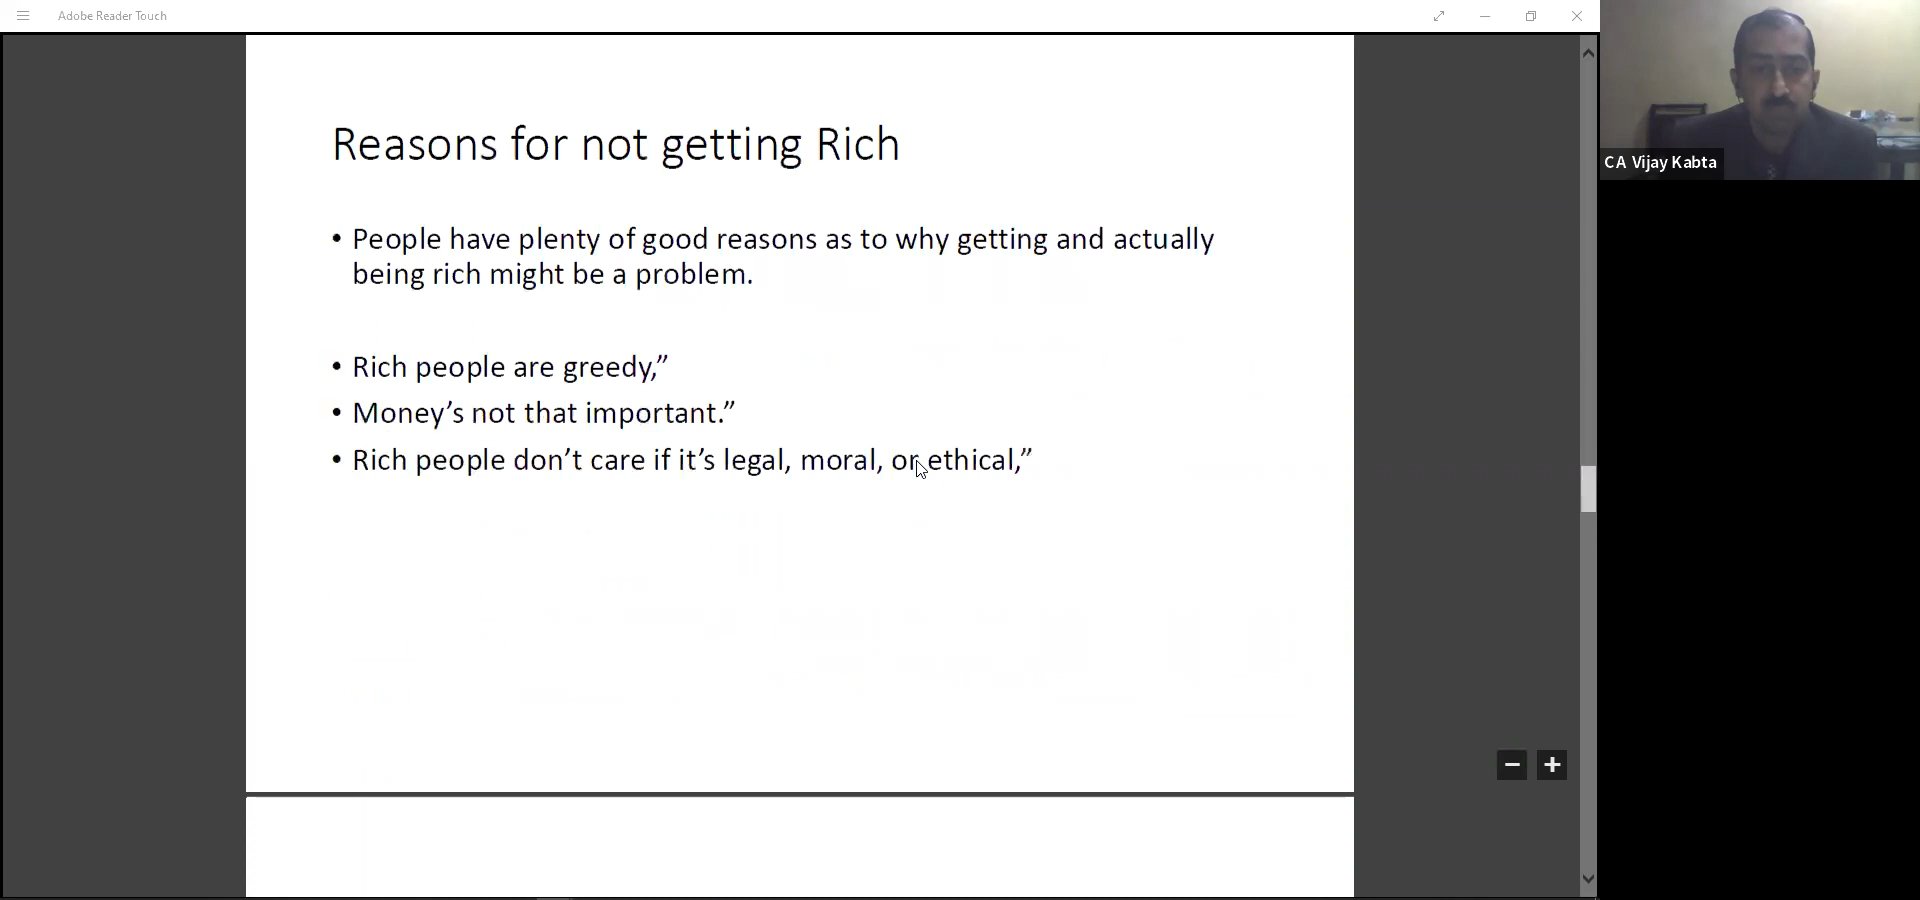 Adobe Reader Touch
Reasons for not getting Rich
• People have plenty of good reasons as to why getting and actually
being rich might be a problem.
• Rich people are greedy,”
• Money’s not that important.”
• Rich people don’t care if it’s legal, moral, or ethical,”
CA Vijay Kabta